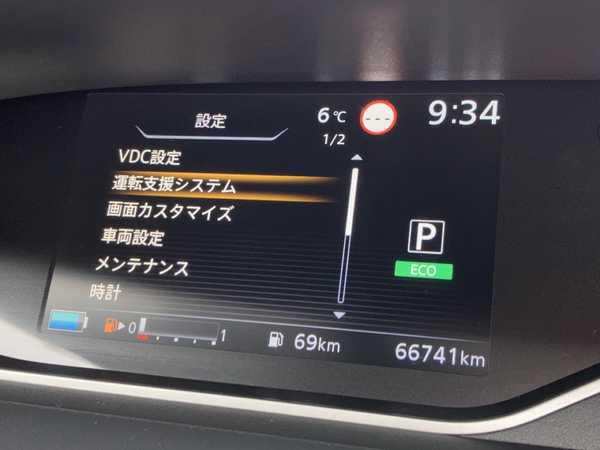 設定
6℃
---
9:34
1/2
VDC設定
運転支援システム
画面カスタマイズ
車両設定
メンテナンス
時計
P
ECO
0 1
69km
66741km